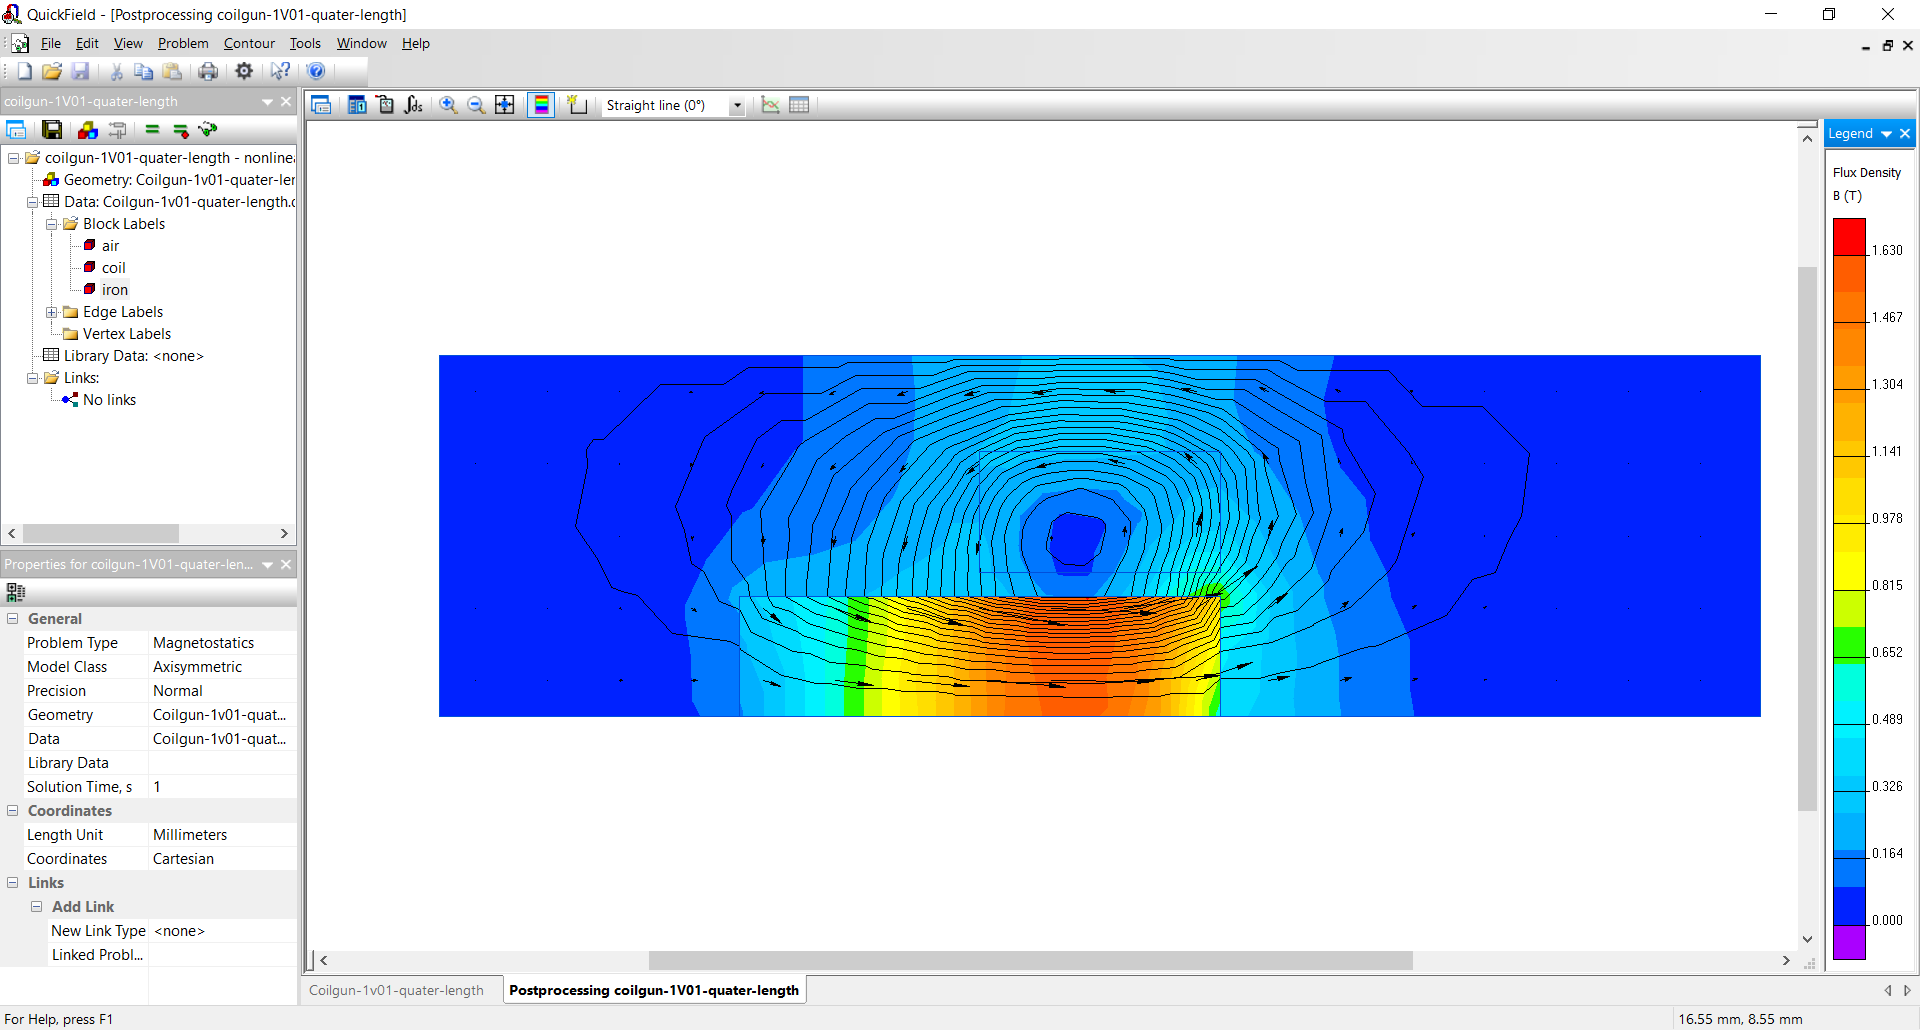 QuickField - [Postprocessing coilgun-1V01-quater-length]
File Edit View Problem Contour Tools Window Help
coilgun-1V01-quater-length
Straight line (0°)
coilgun-1V01-quater-length - nonline
Geometry: Coilgun-1v01-quater-ler
Data: Coilgun-1v01-quater-length.
Block Labels
air
coil
iron
Edge Labels
Vertex Labels
Library Data: <none>
Links:
No links
Properties for coilgun-1V01-quater-len...
General
Problem Type Magnetostatics
Model Class Axisymmetric
Precision Normal
Geometry Coilgun-1v01-quat...
Data Coilgun-1v01-quat...
Library Data
Solution Time, s 1
Coordinates
Length Unit Millimeters
Coordinates Cartesian
Links
Add Link
New Link Type <none>
Linked Probl...
Legend
Flux Density
B (T)
1.630
1.467
1.304
1.141
0.978
0.815
0.652
0.489
0.326
0.164
0.000
Coilgun-1v01-quater-length
Postprocessing coilgun-1V01-quater-length
For Help, press F1
16.55 mm, 8.55 mm